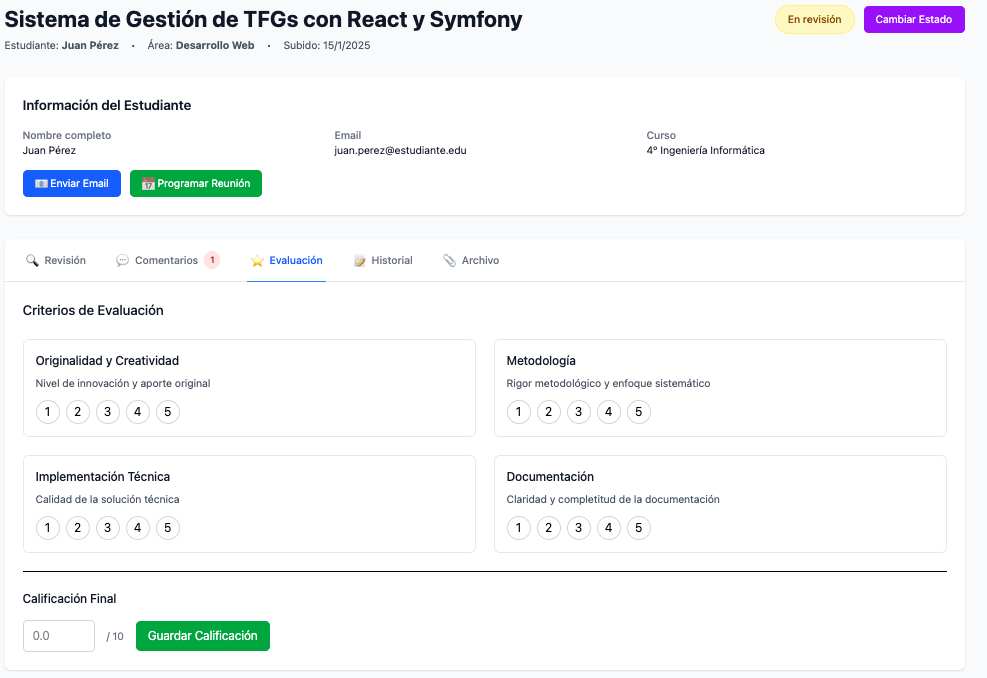 Sistema de Gestión de TFGs con React y Symfony
En revisión
Cambiar Estado
Estudiante: Juan Pérez • Área: Desarrollo Web • Subido: 15/1/2025
Información del Estudiante
Nombre completo
Juan Pérez
Email
juan.perez@estudiante.edu
Curso
4º Ingeniería Informática
Enviar Email
Programar Reunión
Revisión
Comentarios 1
Evaluación
Historial
Archivo
Criterios de Evaluación
Originalidad y Creatividad
Nivel de innovación y aporte original
1 2 3 4 5
Metodología
Rigor metodológico y enfoque sistemático
1 2 3 4 5
Implementación Técnica
Calidad de la solución técnica
1 2 3 4 5
Documentación
Claridad y completitud de la documentación
1 2 3 4 5
Calificación Final
0.0 / 10
Guardar Calificación